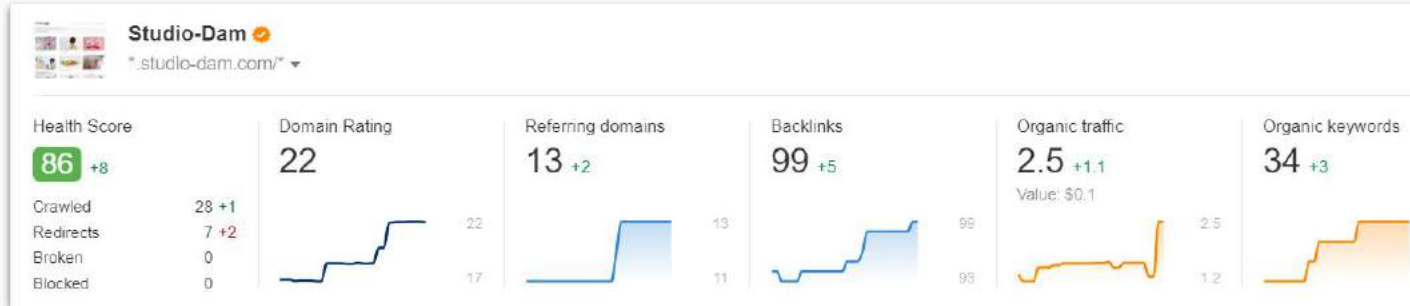 Studio-Dam
*.studio-dam.com/*
Health Score
86 +8
Crawled 28 +1
Redirects 7 +2
Broken 0
Blocked 0
Domain Rating
22
22
17
Referring domains
13 +2
13
11
Backlinks
99 +5
99
93
Organic traffic
2.5 +1.1
Value: $0.1
2.5
1.2
Organic keywords
34 +3